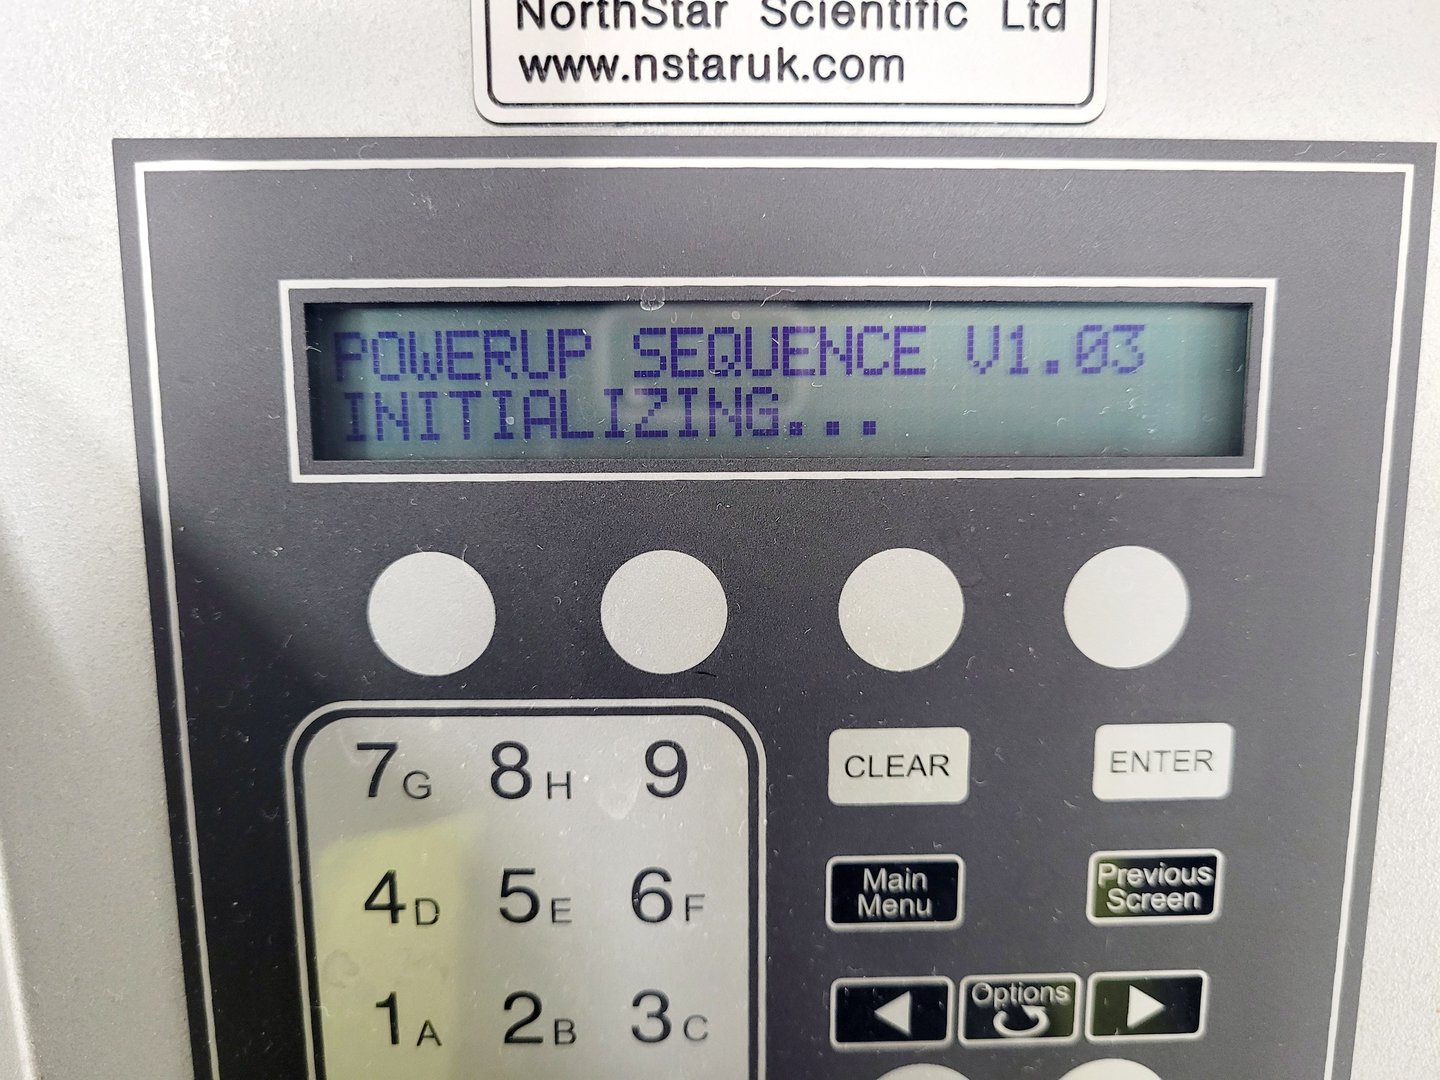 NorthStar Scientific Ltd
www.nstaruk.com
POWERUP SEQUENCE V1.03
INITIALIZING...
7G 8H 9
CLEAR ENTER
4D 5E 6F
Main
Menu
Previous
Screen
1A 2B 3C
Options